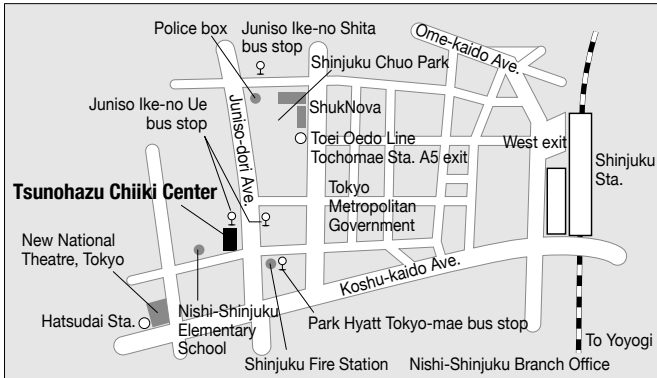 Police box
Juniso Ike-no Shita
bus stop
Ome-kaido Ave.
Shinjuku Chuo Park
Juniso Ike-no Ue
bus stop
Juniso-dori Ave.
ShukNova
Toei Oedo Line
Tochomae Sta. A5 exit
West exit
Shinjuku
Sta.
Tsunohazu Chiiki Center
Tokyo
Metropolitan
Government
New National
Theatre, Tokyo
Koshu-kaido Ave.
Hatsudai Sta.
Nishi-Shinjuku
Elementary
School
Park Hyatt Tokyo-mae bus stop
To Yoyogi
Shinjuku Fire Station
Nishi-Shinjuku Branch Office